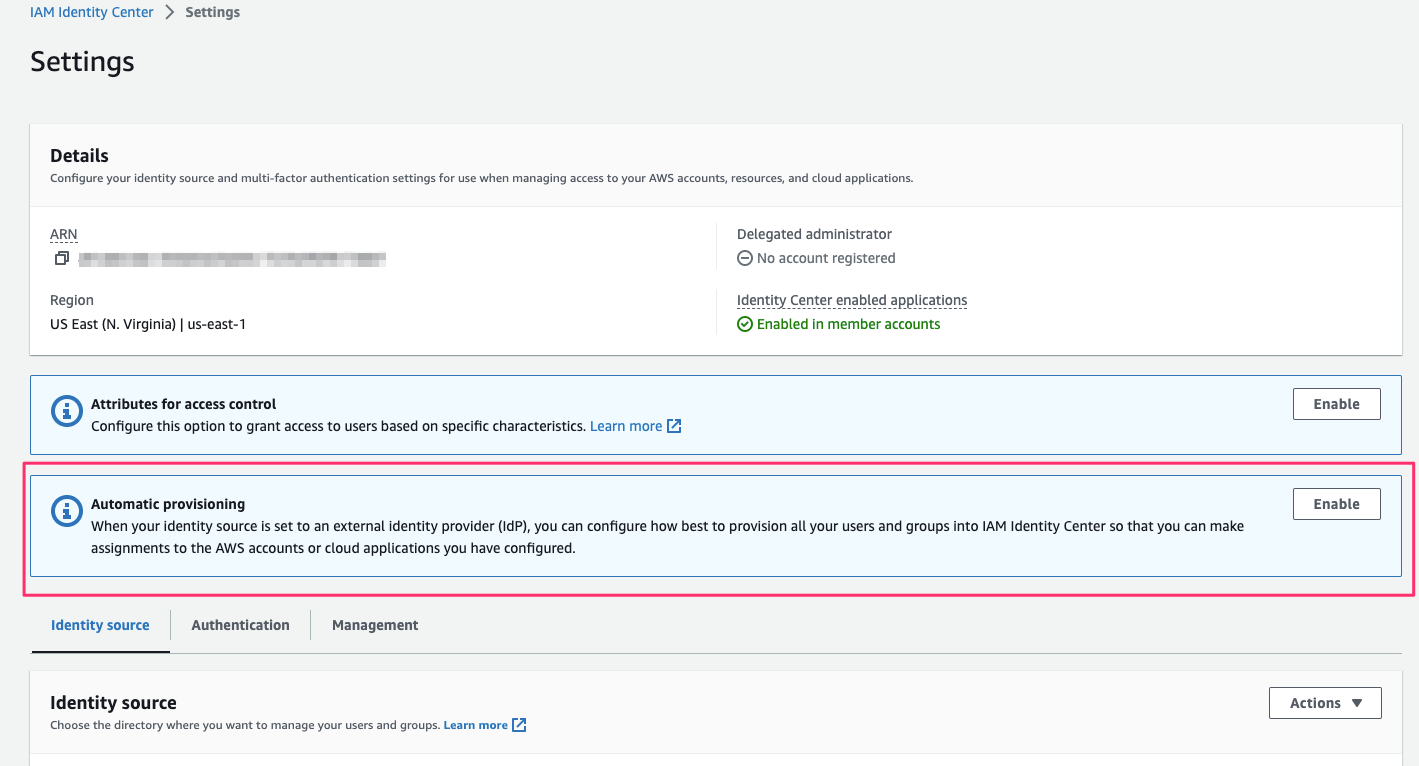 IAM Identity Center > Settings
Settings
Details
Configure your identity source and multi-factor authentication settings for use when managing access to your AWS accounts, resources, and cloud applications.
ARN
Delegated administrator
No account registered
Region
US East (N. Virginia) | us-east-1
Identity Center enabled applications
Enabled in member accounts
Attributes for access control
Configure this option to grant access to users based on specific characteristics. Learn more
Enable
Automatic provisioning
When your identity source is set to an external identity provider (IdP), you can configure how best to provision all your users and groups into IAM Identity Center so that you can make
assignments to the AWS accounts or cloud applications you have configured.
Enable
Identity source
Authentication
Management
Identity source
Choose the directory where you want to manage your users and groups. Learn more
Actions